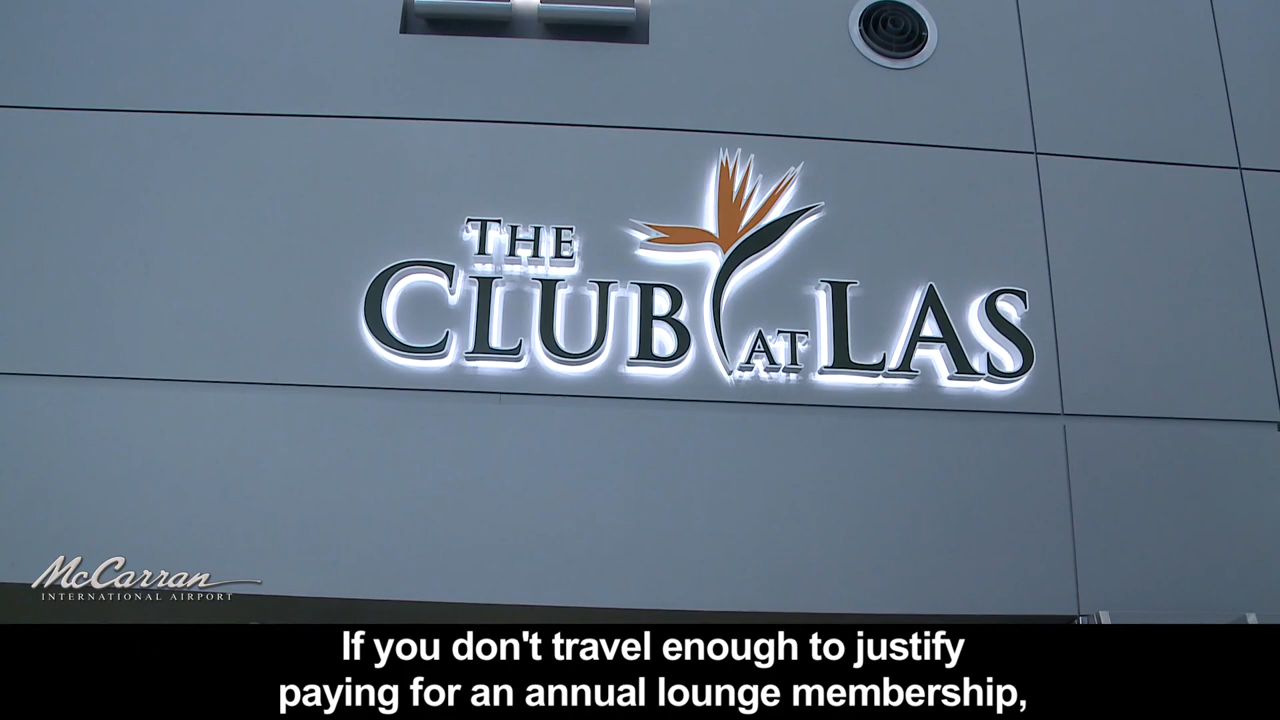 THE
CLUB AT LAS
McCarran
INTERNATIONAL AIRPORT
If you don't travel enough to justify
paying for an annual lounge membership,